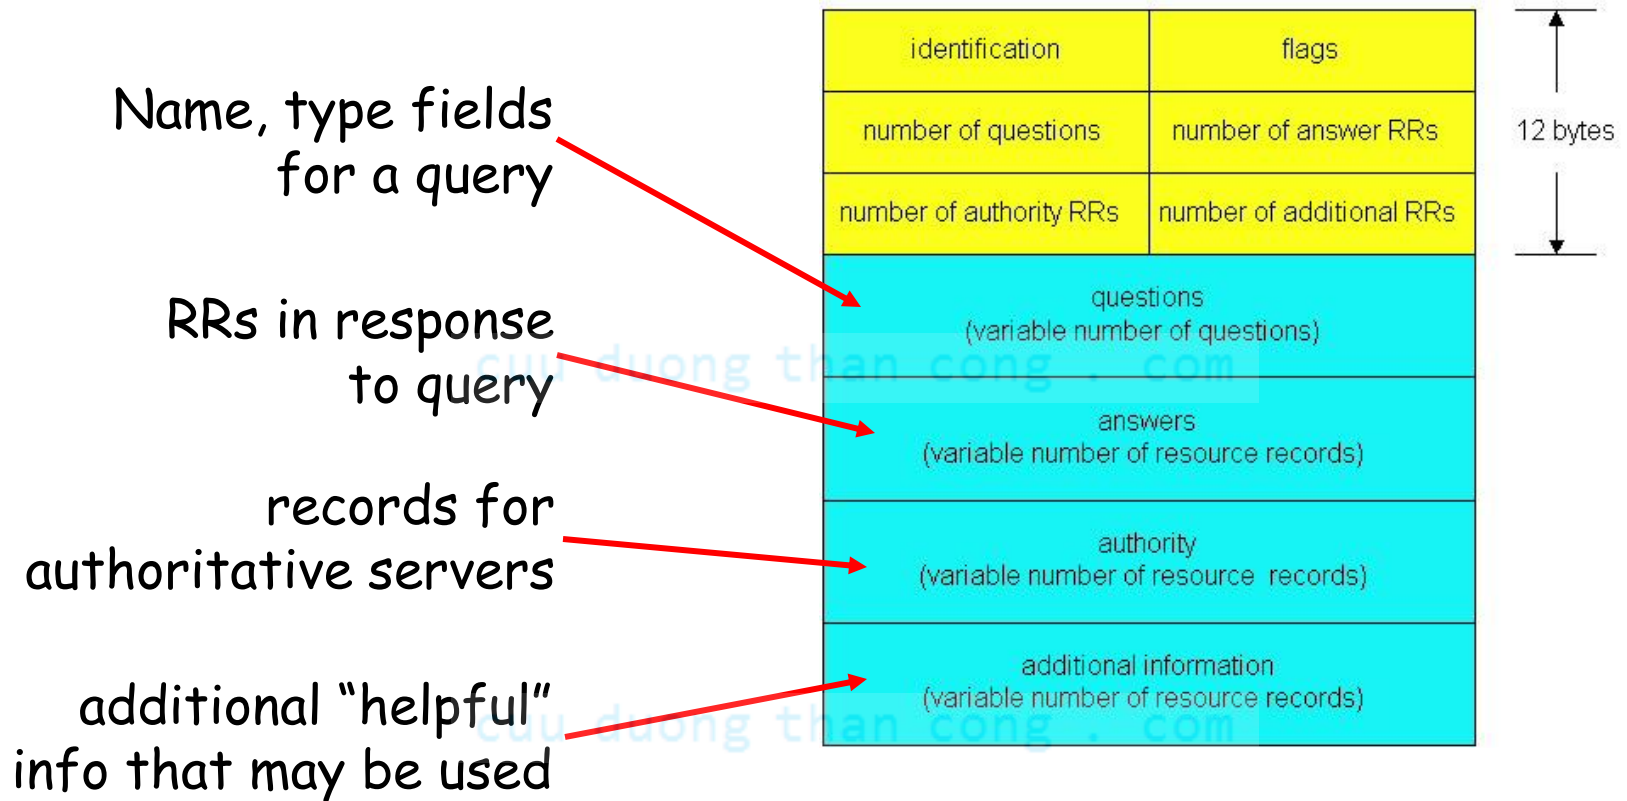 Name, type fields
for a query
RRs in response
to query
records for
authoritative servers
additional “helpful”
info that may be used
identification
flags
number of questions
number of answer RRs
number of authority RRs
number of additional RRs
12 bytes
questions
(variable number of questions)
answers
(variable number of resource records)
authority
(variable number of resource records)
additional information
(variable number of resource records)
cuu duong than cong . com
cuu duong than cong . com